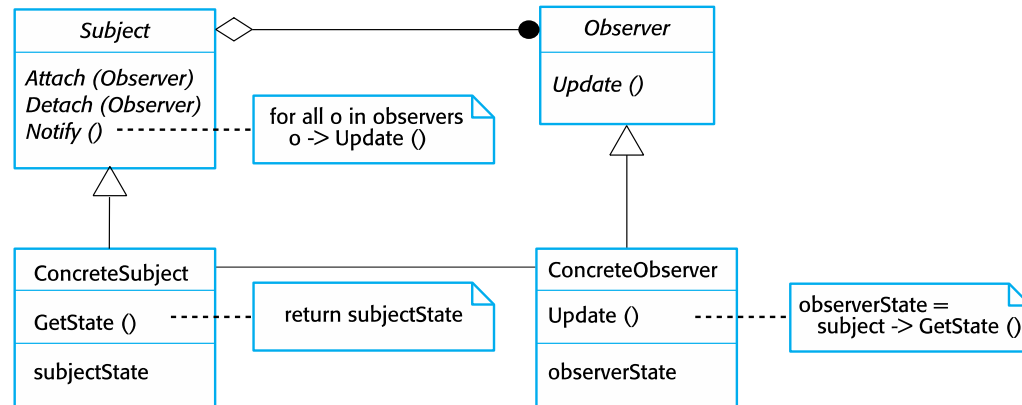 Subject
Attach (Observer)
Detach (Observer)
Notify ()
for all o in observers
o -> Update ()
Observer
Update ()
ConcreteSubject
GetState ()
subjectState
return subjectState
ConcreteObserver
Update ()
observerState
observerState =
subject -> GetState ()